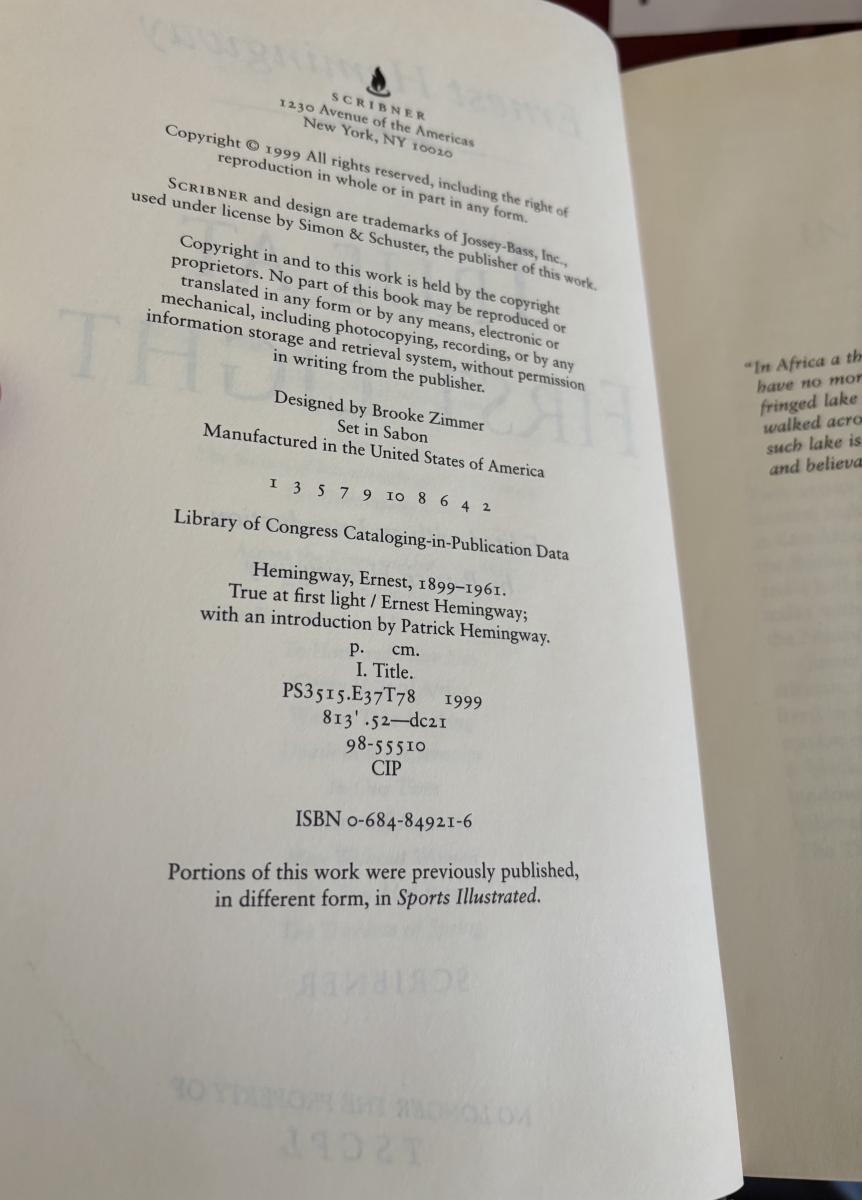 SCRIBNER
1230 Avenue of the Americas
New York, NY 10020
Copyright © 1999 All rights reserved, including the right of
reproduction in whole or in part in any form.
SCRIBNER and design are trademarks of Jossey-Bass, Inc.,
used under license by Simon & Schuster, the publisher of this work.
Copyright in and to this work is held by the copyright
proprietors. No part of this book may be reproduced or
translated in any form or by any means, electronic or
mechanical, including photocopying, recording, or by any
information storage and retrieval system, without permission
in writing from the publisher.
Designed by Brooke Zimmer
Set in Sabon
Manufactured in the United States of America
1 3 5 7 9 10 8 6 4 2
Library of Congress Cataloging-in-Publication Data
Hemingway, Ernest, 1899–1961.
True at first light / Ernest Hemingway;
with an introduction by Patrick Hemingway.
p. cm.
I. Title.
PS3515.E37T78 1999
813'.52—dc21
98-55510
CIP
ISBN 0-684-84921-6
Portions of this work were previously published,
in different form, in Sports Illustrated.
SCRIBNER
NO LONGER THE PROPERTY OF
TSCPL
"In Africa a th
have no mor
fringed lake
walked acro
such lake is
and believa